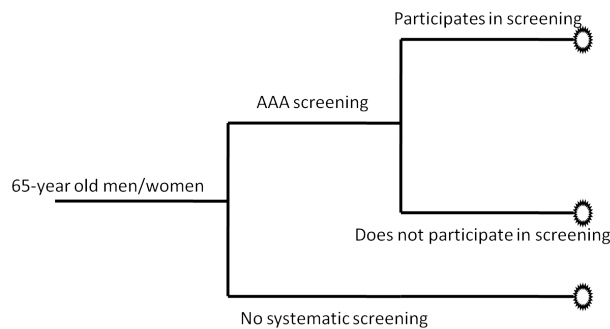 Participates in screening
AAA screening
65-year old men/women
Does not participate in screening
No systematic screening